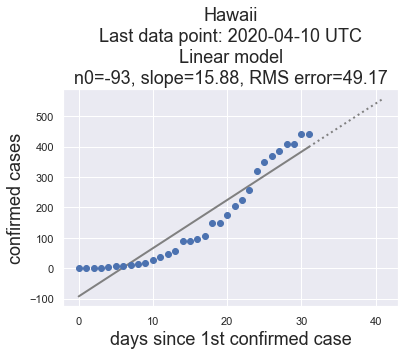 Hawaii
Last data point: 2020-04-10 UTC
Linear model
n0=-93, slope=15.88, RMS error=49.17
500
400
300
200
100
0
−100
confirmed cases
0 10 20 30 40
days since 1st confirmed case